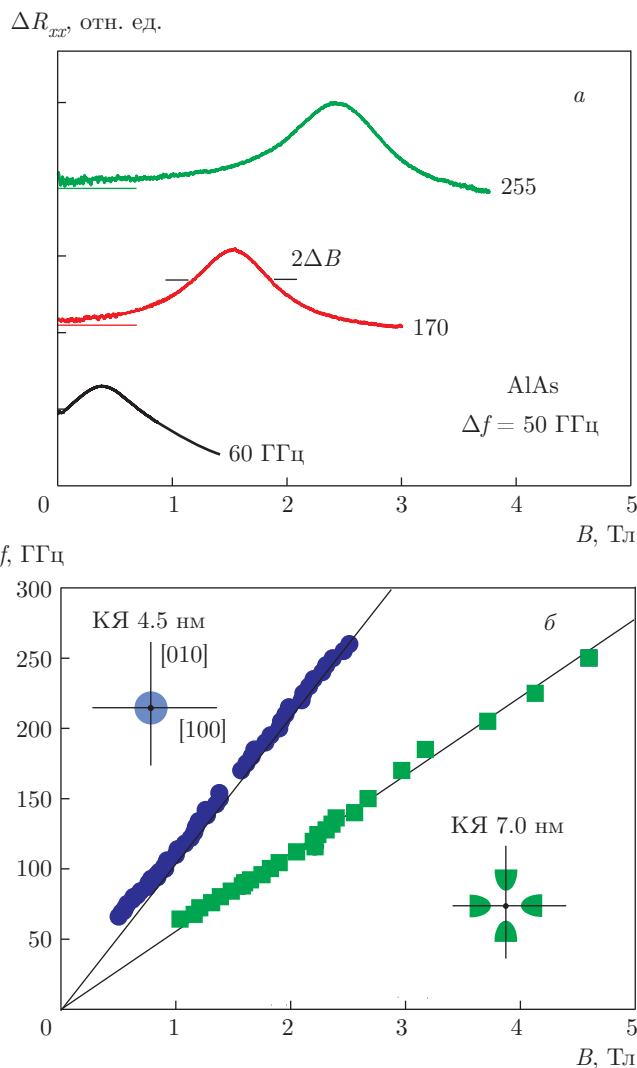 ΔR_xx, отн. ед.
а
255
2ΔB
170
AlAs
Δf = 50 ГГц
60 ГГц
0 1 2 3 4 5
B, Тл
f, ГГц
300
КЯ 4.5 нм
б
[010]
250
200
[100]
150
КЯ 7.0 нм
100
50
0 1 2 3 4 5
B, Тл